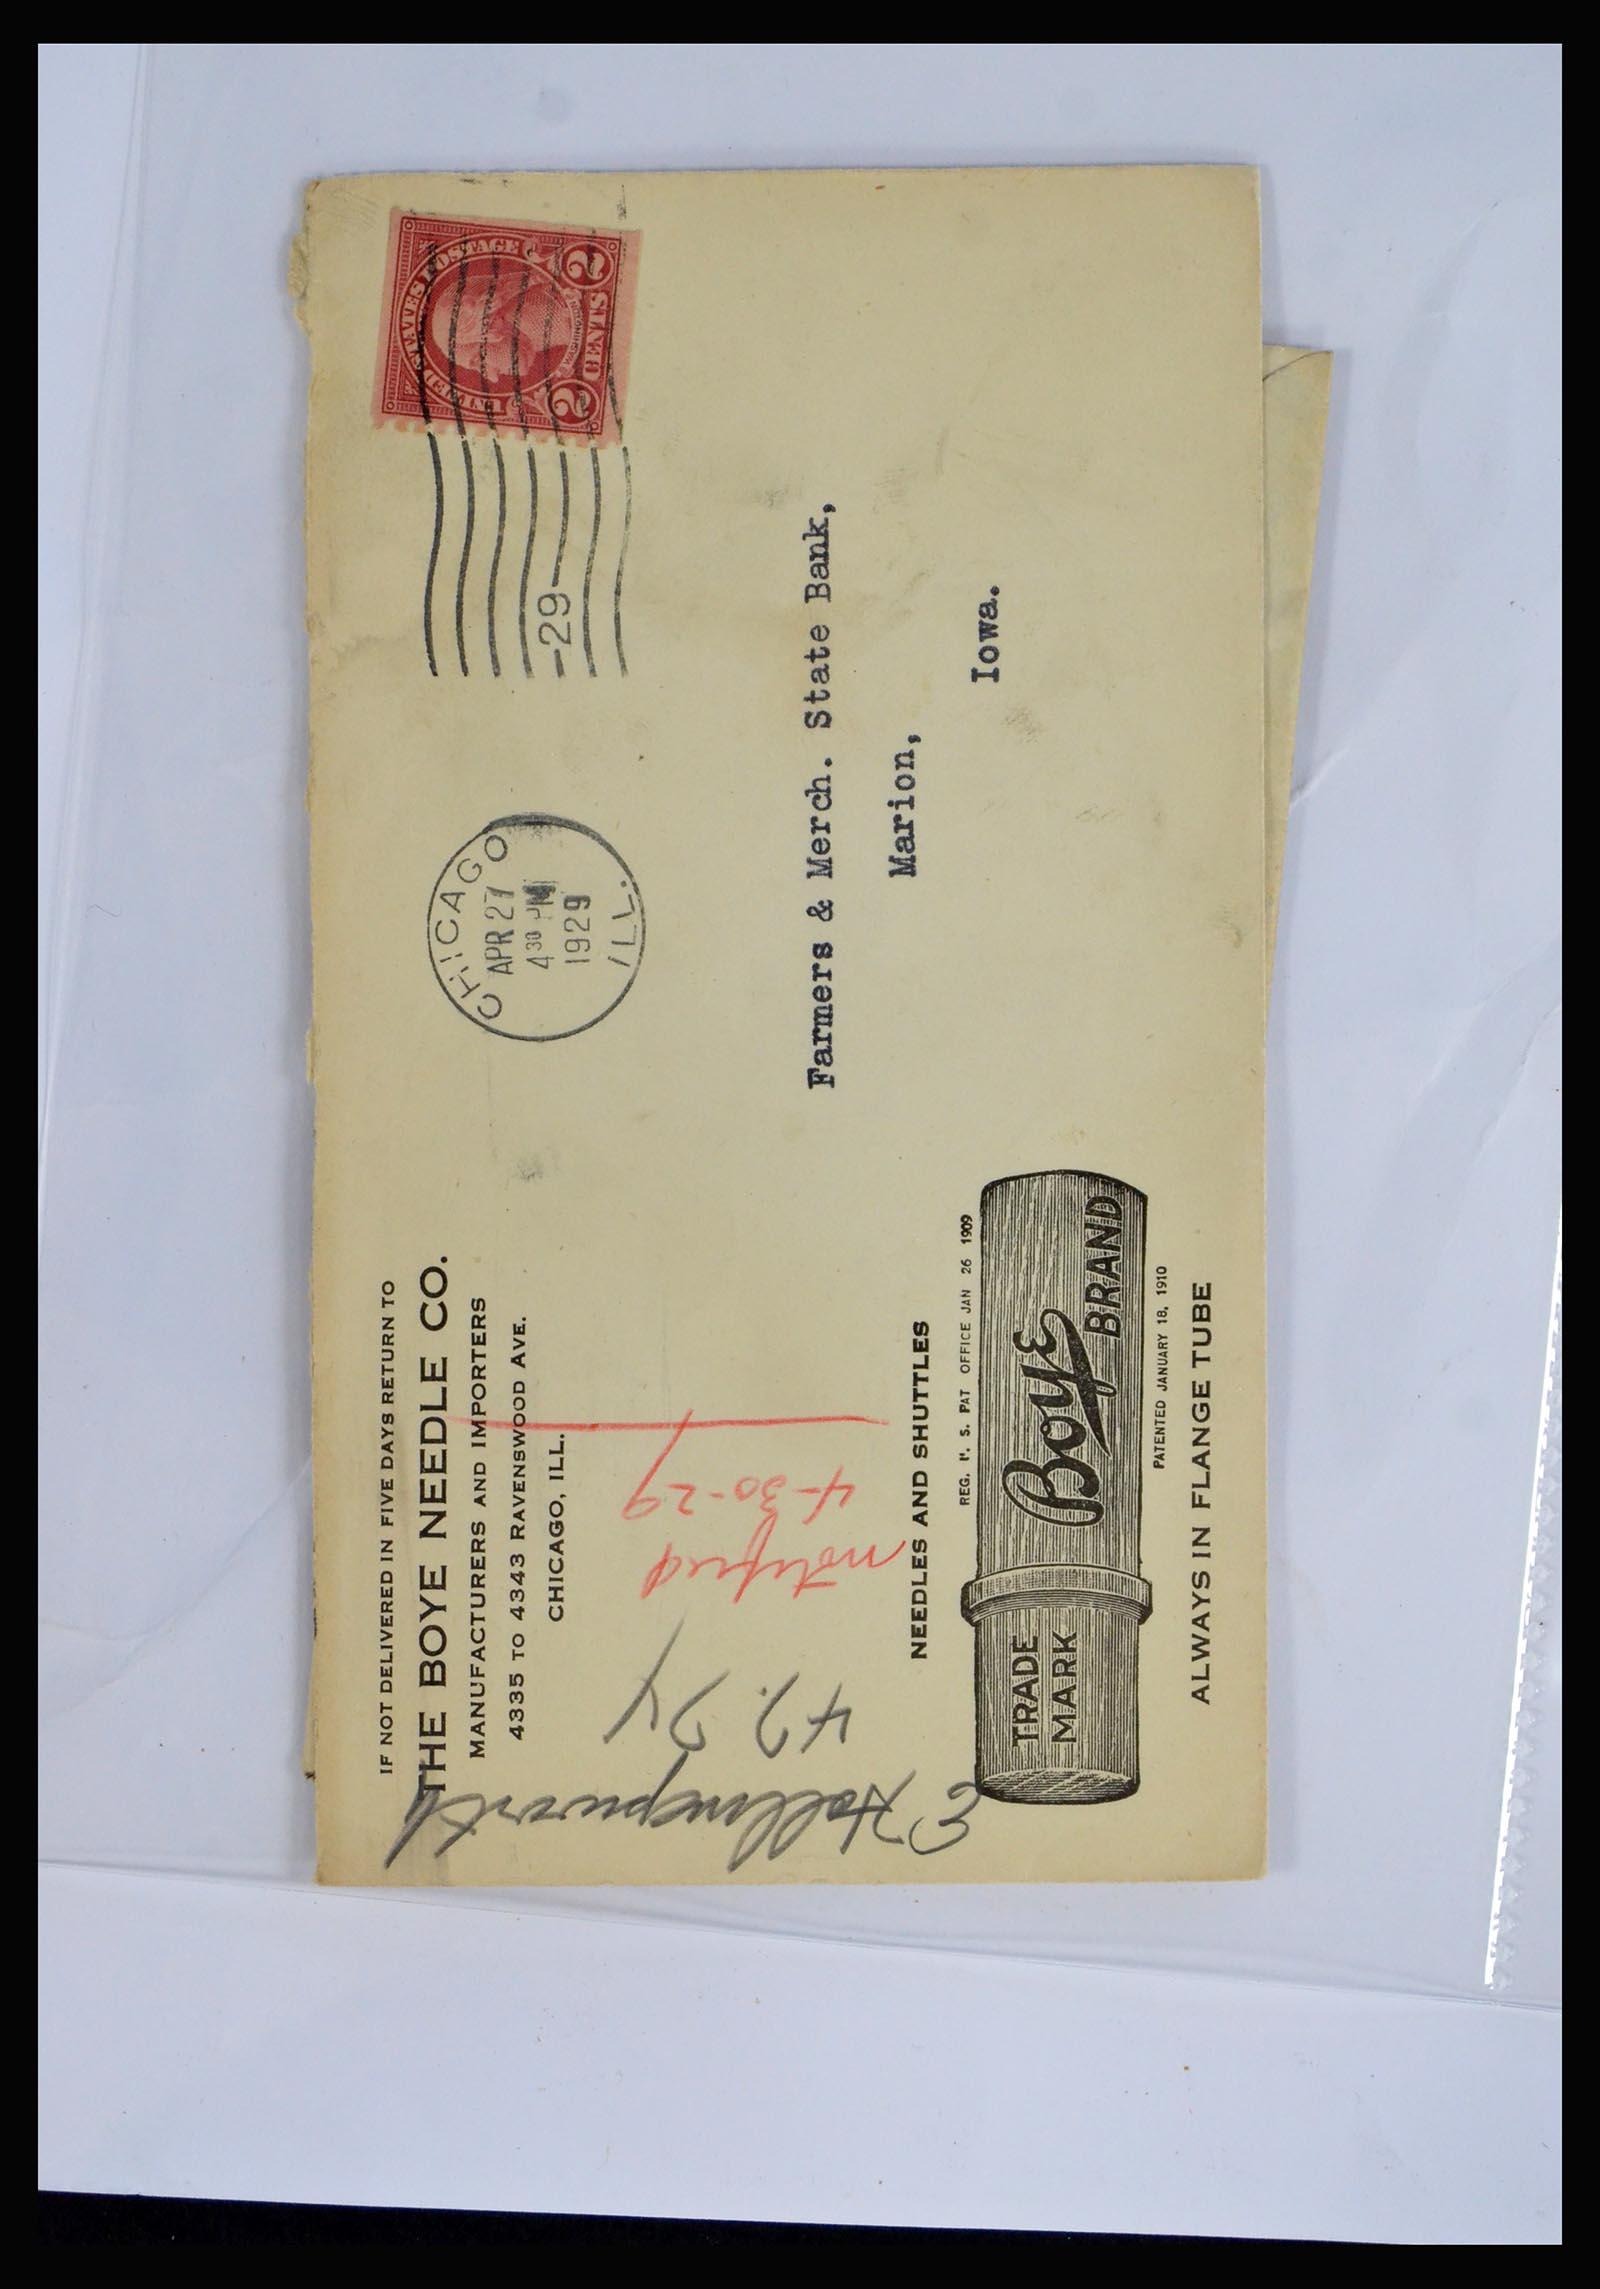 IF NOT DELIVERED IN FIVE DAYS RETURN TO
THE BOYE NEEDLE CO.
MANUFACTURERS AND IMPORTERS
4335 TO 4343 RAVENSWOOD AVE.
CHICAGO, ILL.
CHICAGO
APR 27
4 30 PM
1929
ILL.
-29-
UNITED STATES POSTAGE
WASHINGTON
2 CENTS 2
Farmers & Merch. State Bank,
Marion,
Iowa.
notified
4-30-29
E Hollingsworth
NEEDLES AND SHUTTLES
REG. U. S. PAT OFFICE JAN 26 1909
TRADE
MARK
Boye
BRAND
PATENTED JANUARY 18, 1910
ALWAYS IN FLANGE TUBE